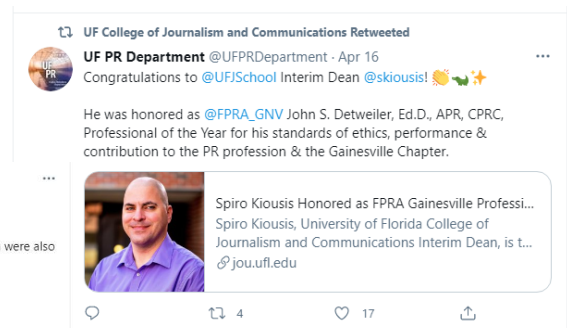 UF College of Journalism and Communications Retweeted
UF PR Department @UFPRDepartment · Apr 16
UF
PR
Congratulations to @UFJSchool Interim Dean @skiousis! 👏🐊✨
He was honored as @FPRA_GNV John S. Detweiler, Ed.D., APR, CPRC,
Professional of the Year for his standards of ethics, performance &
contribution to the PR profession & the Gainesville Chapter.
were also
Spiro Kiousis Honored as FPRA Gainesville Professi...
Spiro Kiousis, University of Florida College of
Journalism and Communications Interim Dean, is t...
jou.ufl.edu
4
17